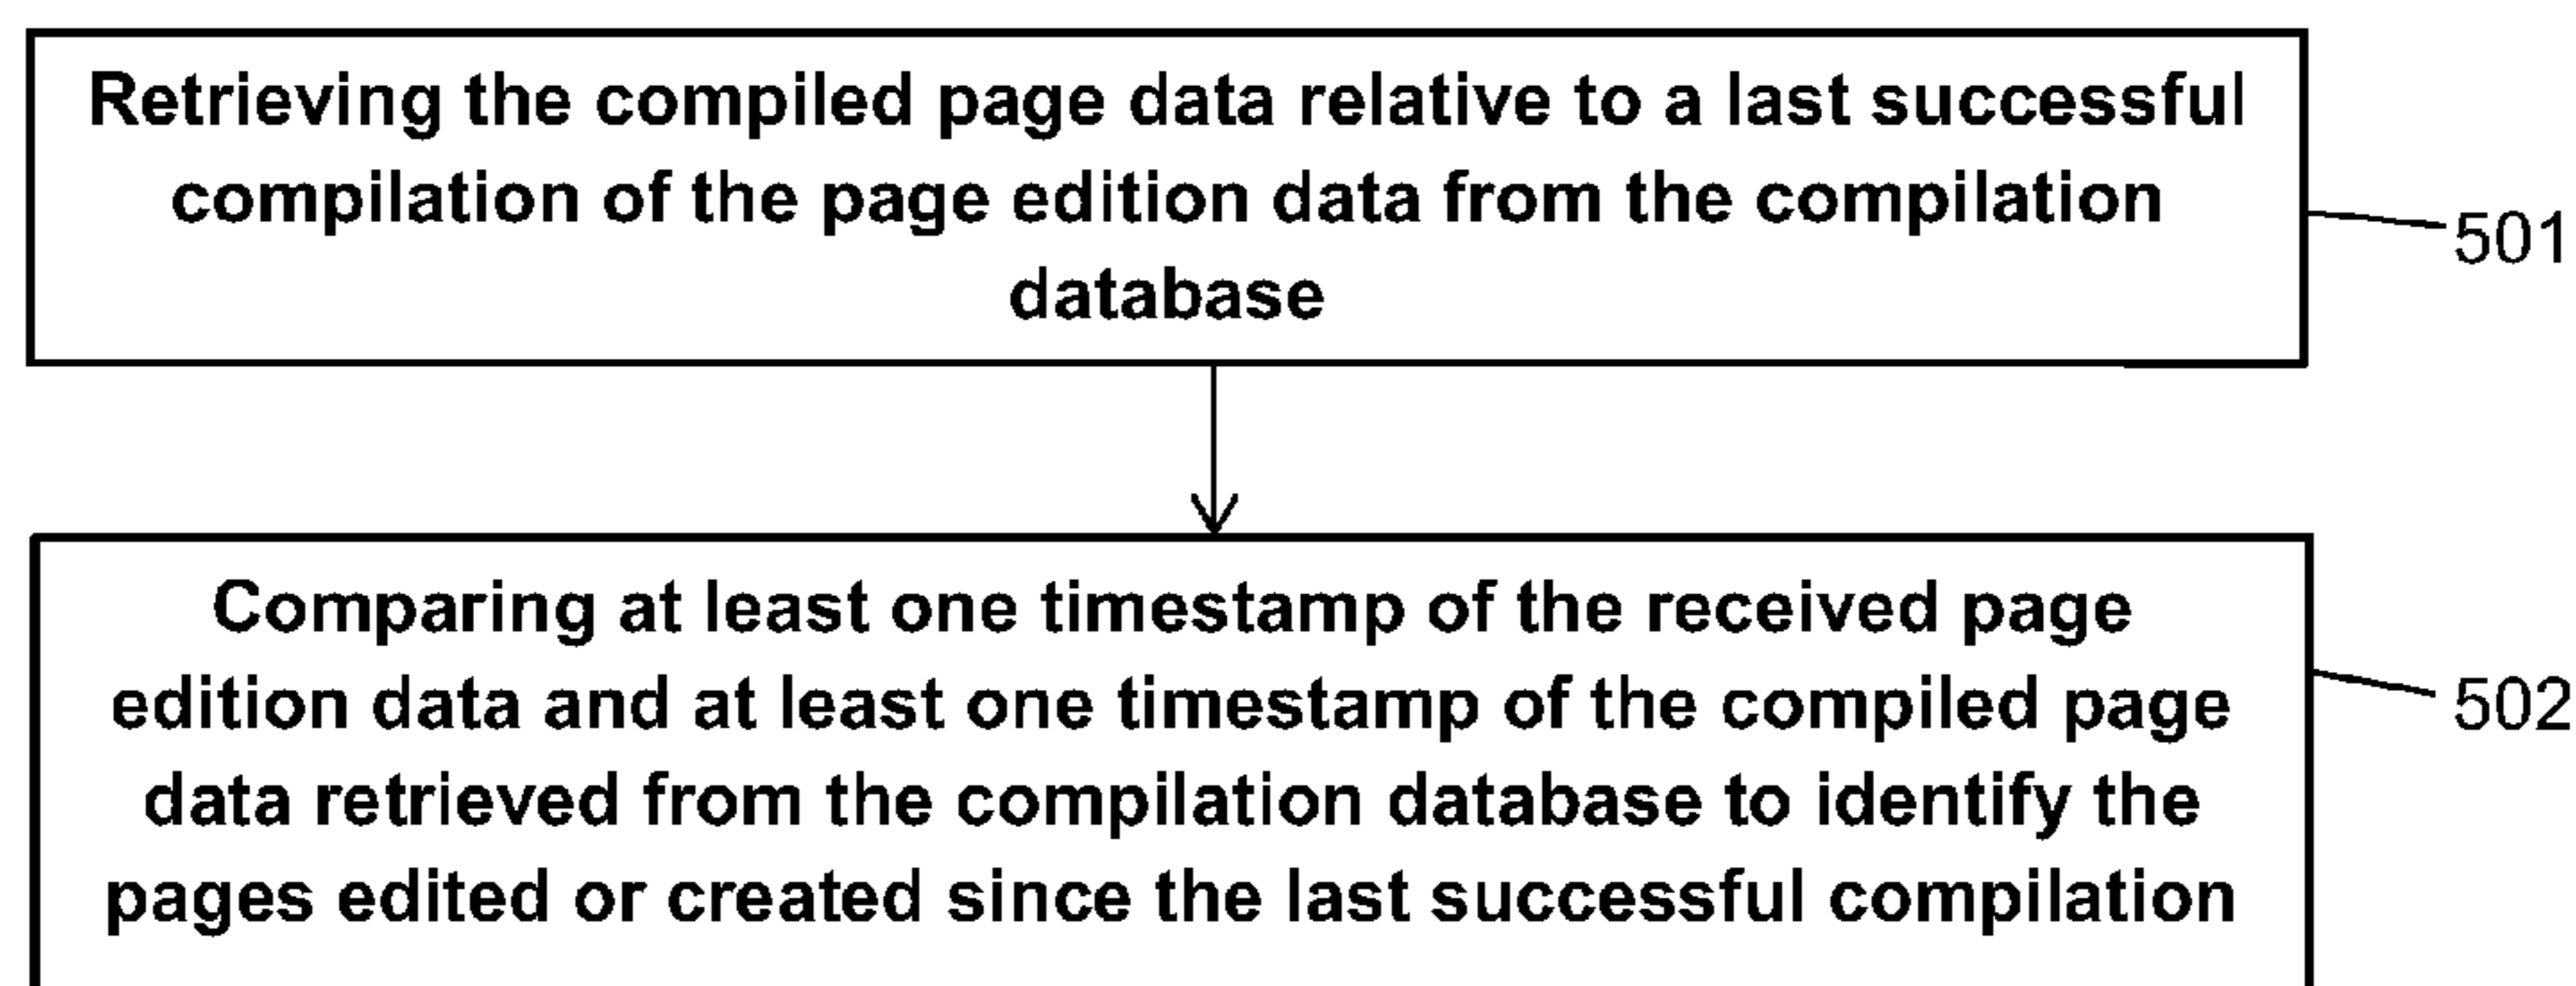 Retrieving the compiled page data relative to a last successful
compilation of the page edition data from the compilation
database
501
Comparing at least one timestamp of the received page
edition data and at least one timestamp of the compiled page
data retrieved from the compilation database to identify the
pages edited or created since the last successful compilation
502